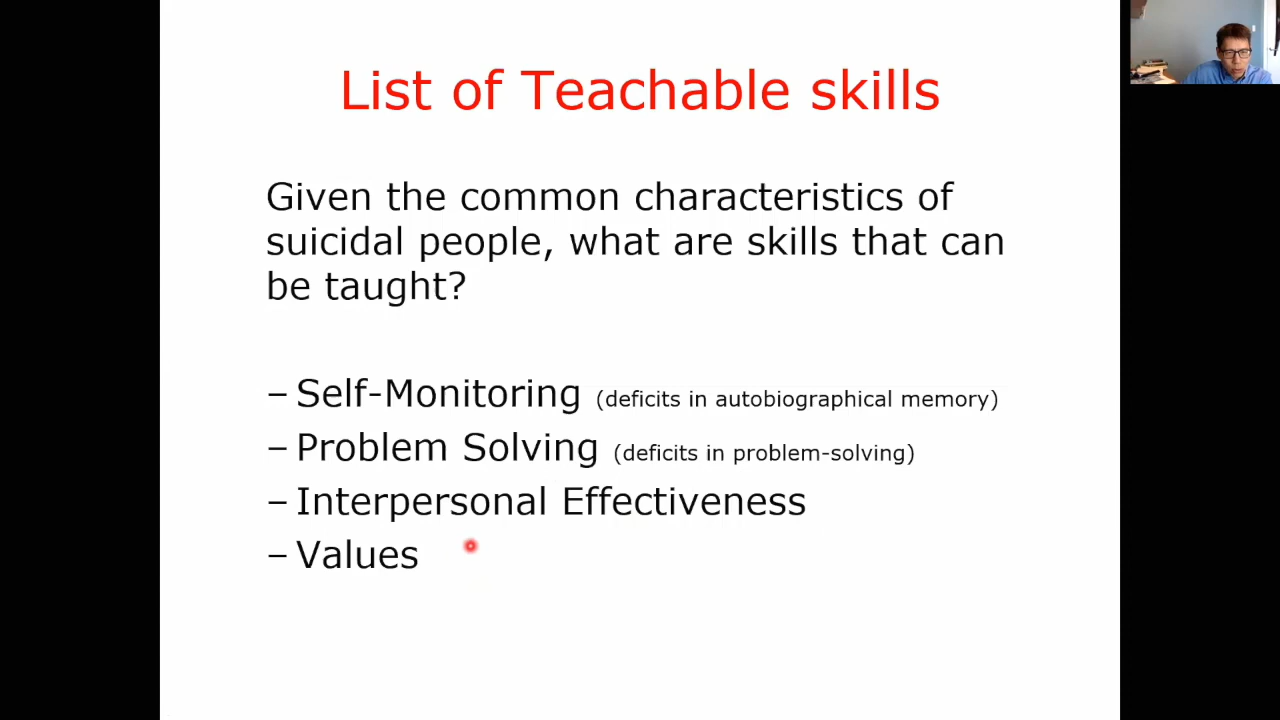 List of Teachable skills
Given the common characteristics of
suicidal people, what are skills that can
be taught?
– Self-Monitoring (deficits in autobiographical memory)
– Problem Solving (deficits in problem-solving)
– Interpersonal Effectiveness
– Values